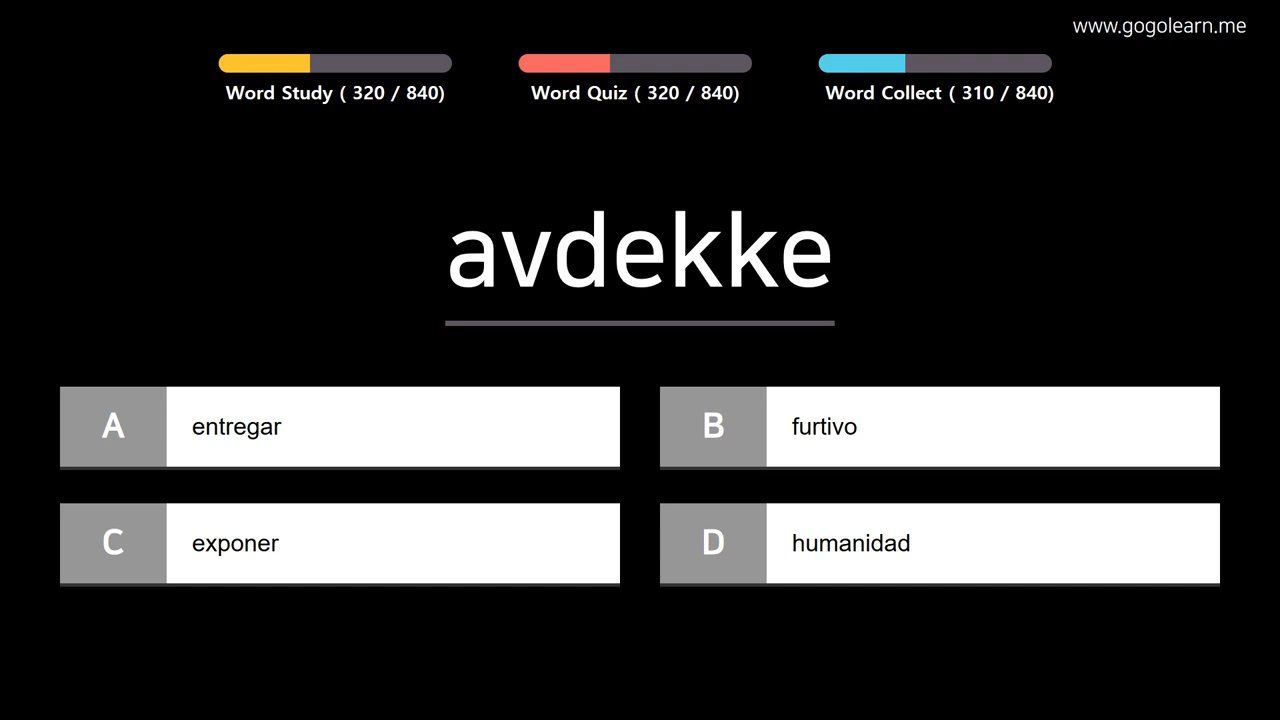 www.gogolearn.me
Word Study ( 320 / 840)
Word Quiz ( 320 / 840)
Word Collect ( 310 / 840)
avdekke
A entregar
B furtivo
C exponer
D humanidad